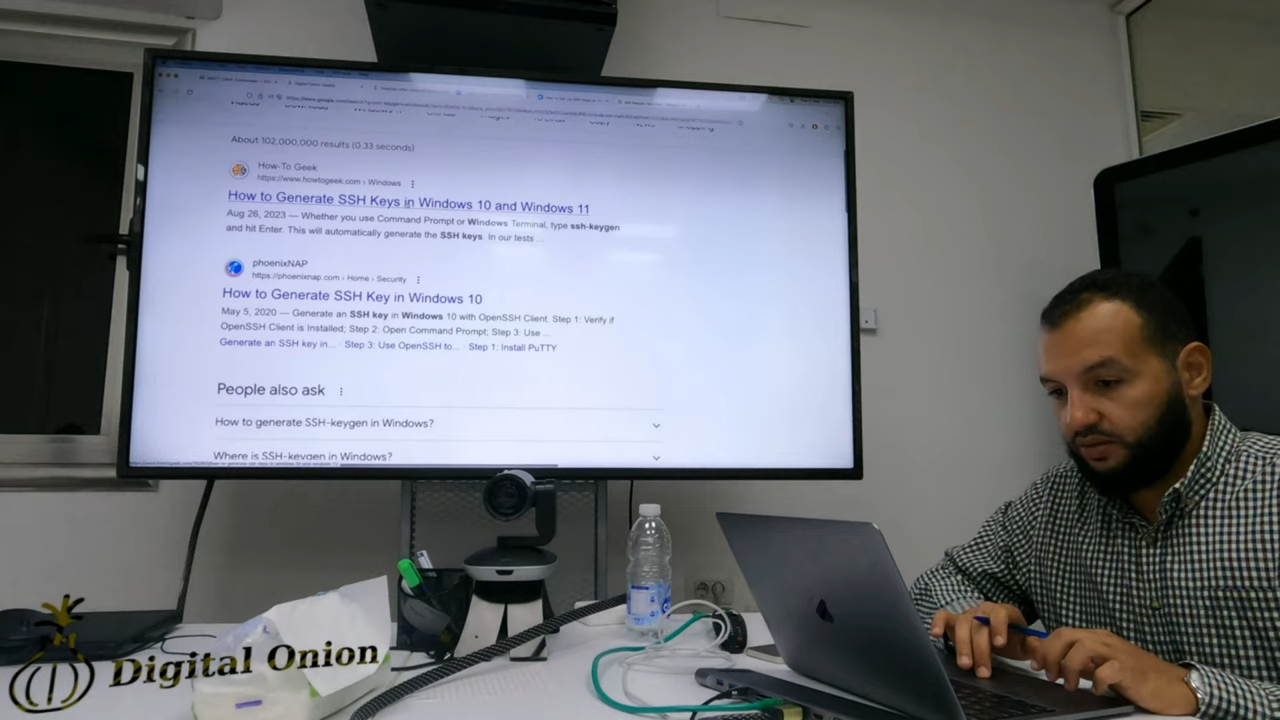 About 102,000,000 results (0.33 seconds)
How-To Geek
https://www.howtogeek.com › Windows
How to Generate SSH Keys in Windows 10 and Windows 11
Aug 26, 2023 — Whether you use Command Prompt or Windows Terminal, type ssh-keygen
and hit Enter. This will automatically generate the SSH keys. In our tests ...
phoenixNAP
https://phoenixnap.com › Home › Security
How to Generate SSH Key in Windows 10
May 5, 2020 — Generate an SSH key in Windows 10 with OpenSSH Client. Step 1: Verify if
OpenSSH Client is Installed; Step 2: Open Command Prompt; Step 3: Use ...
Generate an SSH key in... · Step 3: Use OpenSSH to... · Step 1: Install PuTTY
People also ask
How to generate SSH-keygen in Windows?
Where is SSH-keygen in Windows?
Digital Onion